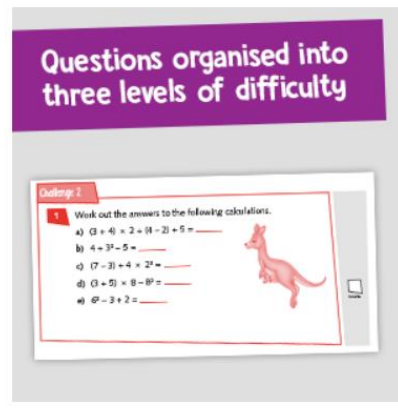 Questions organised into
three levels of difficulty
Challenge 2
1 Work out the answers to the following calculations.
a) (3 + 4) × 2 + (4 – 2) + 5 =
b) 4 + 3² – 5 =
c) (7 – 3) + 4 × 2² =
d) (3 + 5) × 8 – 8² =
e) 6² – 3 + 2 =